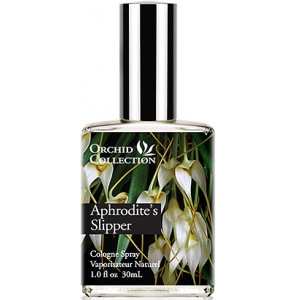 ORCHID
COLLECTION
Aphrodite's
Slipper
Cologne Spray
Vaporisateur Naturel
1.0 fl oz 30mL